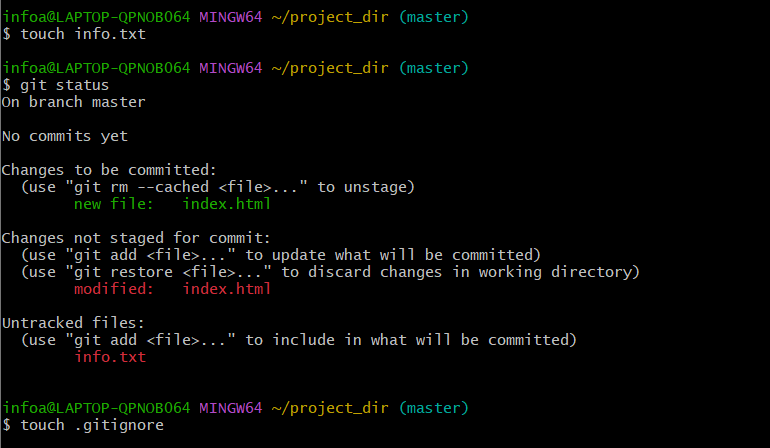 infoa@LAPTOP-QPNOBO64 MINGW64 ~/project_dir (master)
$ touch info.txt
infoa@LAPTOP-QPNOBO64 MINGW64 ~/project_dir (master)
$ git status
On branch master
No commits yet
Changes to be committed:
  (use "git rm --cached <file>..." to unstage)
        new file:   index.html
Changes not staged for commit:
  (use "git add <file>..." to update what will be committed)
  (use "git restore <file>..." to discard changes in working directory)
        modified:   index.html
Untracked files:
  (use "git add <file>..." to include in what will be committed)
        info.txt
infoa@LAPTOP-QPNOBO64 MINGW64 ~/project_dir (master)
$ touch .gitignore